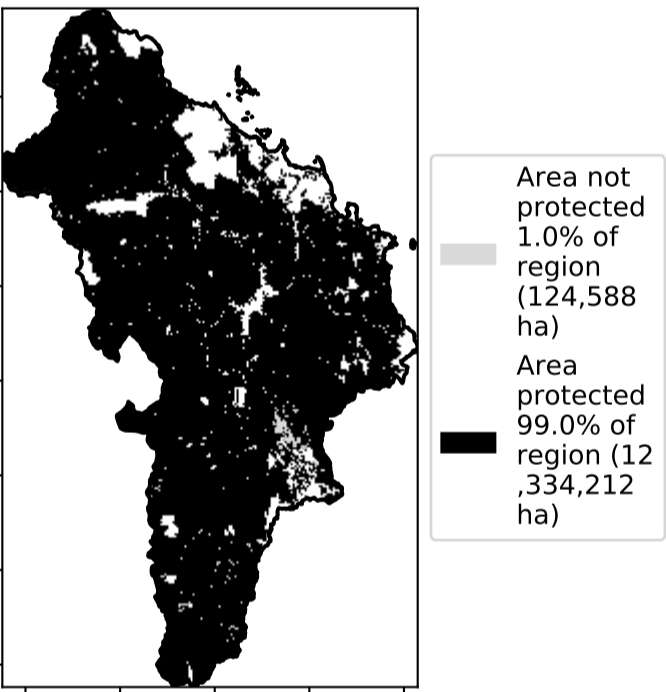 Area not
protected
1.0% of
region
(124,588
ha)
Area
protected
99.0% of
region (12
,334,212
ha)